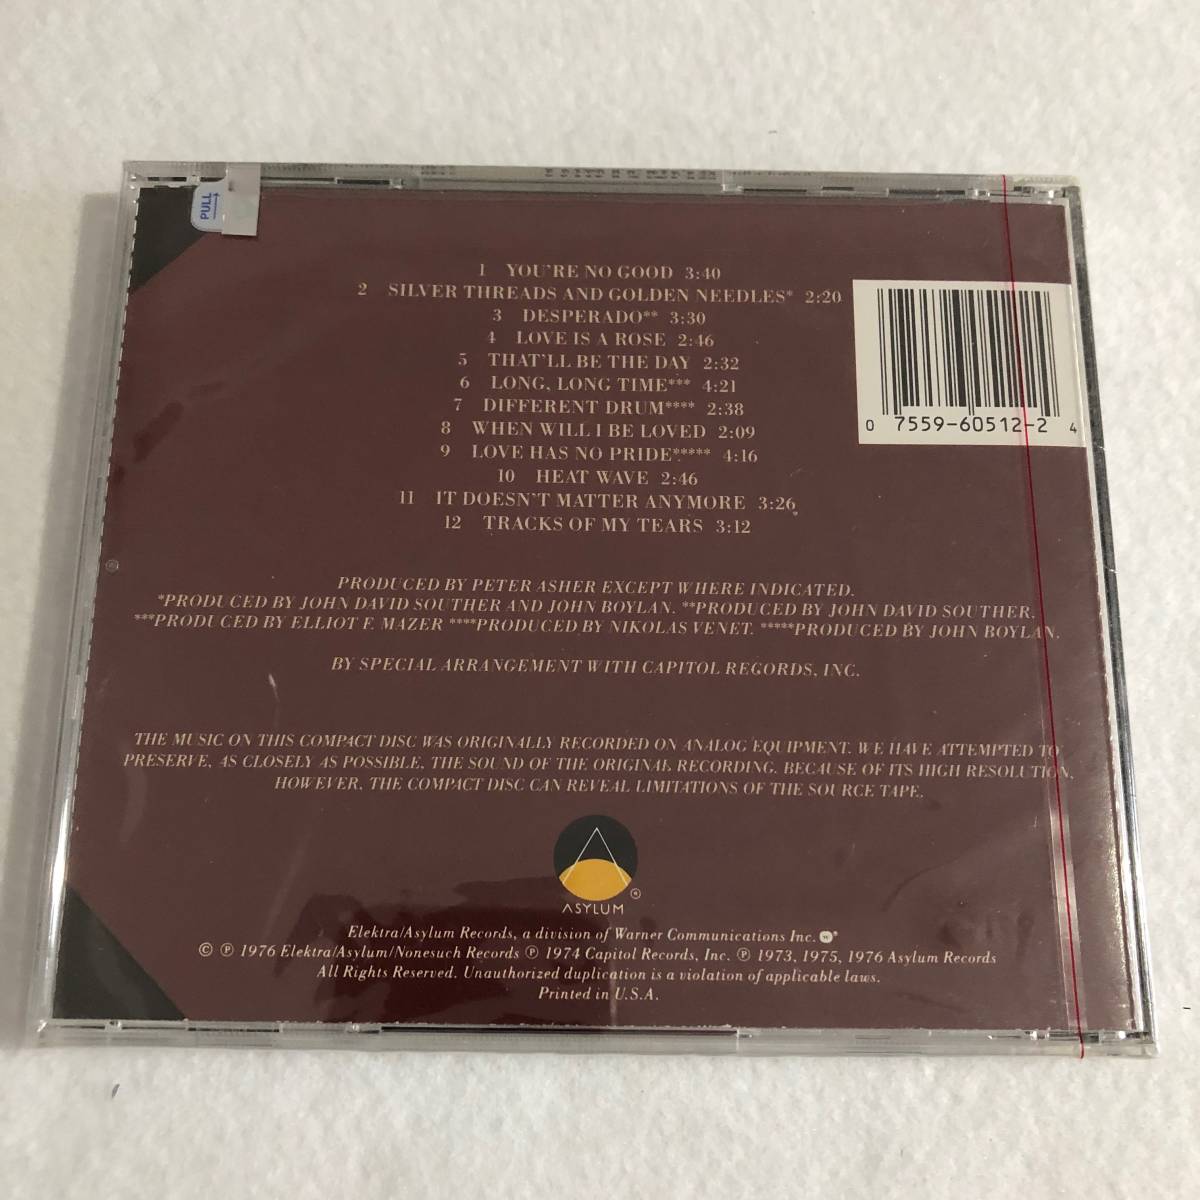 PULL
1 YOU'RE NO GOOD 3:40
2 SILVER THREADS AND GOLDEN NEEDLES* 2:20
3 DESPERADO** 3:30
4 LOVE IS A ROSE 2:46
5 THAT'LL BE THE DAY 2:32
6 LONG, LONG TIME*** 4:21
7 DIFFERENT DRUM**** 2:38
8 WHEN WILL I BE LOVED 2:09
9 LOVE HAS NO PRIDE***** 4:16
10 HEAT WAVE 2:46
11 IT DOESN'T MATTER ANYMORE 3:26
12 TRACKS OF MY TEARS 3:12
0 7559-60512-2 4
PRODUCED BY PETER ASHER EXCEPT WHERE INDICATED.
*PRODUCED BY JOHN DAVID SOUTHER AND JOHN BOYLAN. **PRODUCED BY JOHN DAVID SOUTHER.
***PRODUCED BY ELLIOT F. MAZER ****PRODUCED BY NIKOLAS VENET. *****PRODUCED BY JOHN BOYLAN.
BY SPECIAL ARRANGEMENT WITH CAPITOL RECORDS, INC.
THE MUSIC ON THIS COMPACT DISC WAS ORIGINALLY RECORDED ON ANALOG EQUIPMENT. WE HAVE ATTEMPTED TO
PRESERVE, AS CLOSELY AS POSSIBLE, THE SOUND OF THE ORIGINAL RECORDING. BECAUSE OF ITS HIGH RESOLUTION,
HOWEVER, THE COMPACT DISC CAN REVEAL LIMITATIONS OF THE SOURCE TAPE.
ASYLUM ®
Elektra/Asylum Records, a division of Warner Communications Inc.
© ℗ 1976 Elektra/Asylum/Nonesuch Records ℗ 1974 Capitol Records, Inc. ℗ 1973, 1975, 1976 Asylum Records
All Rights Reserved. Unauthorized duplication is a violation of applicable laws.
Printed in U.S.A.